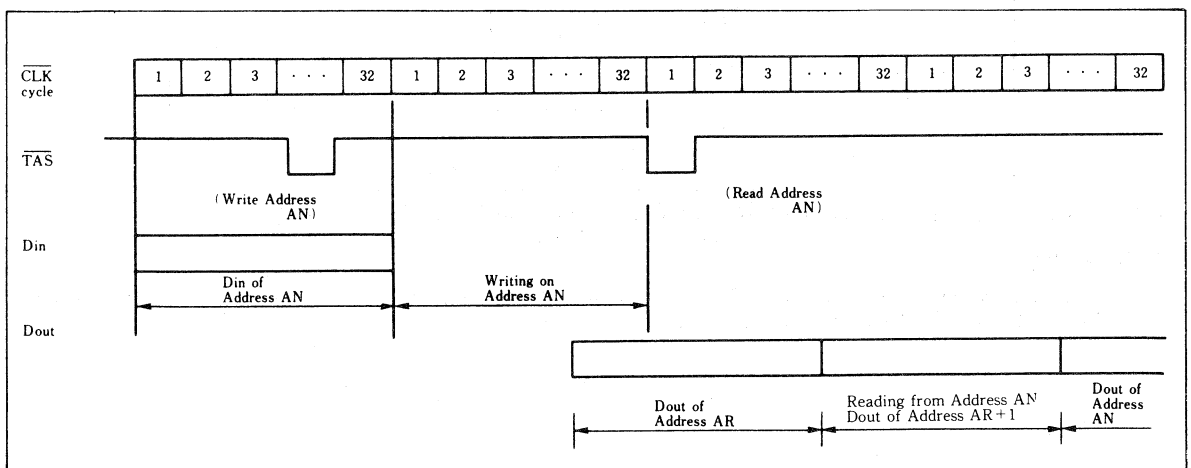 CLK 1 2 3 · · · 32 1 2 3 · · · 32 1 2 3 · · · 32 1 2 3 · · · 32
cycle
TAS
(Write Address
AN)
(Read Address
AN)
Din
Din of
Address AN
Writing on
Address AN
Dout
Dout of
Address AR
Reading from Address AN
Dout of Address AR+1
Dout of
Address
AN